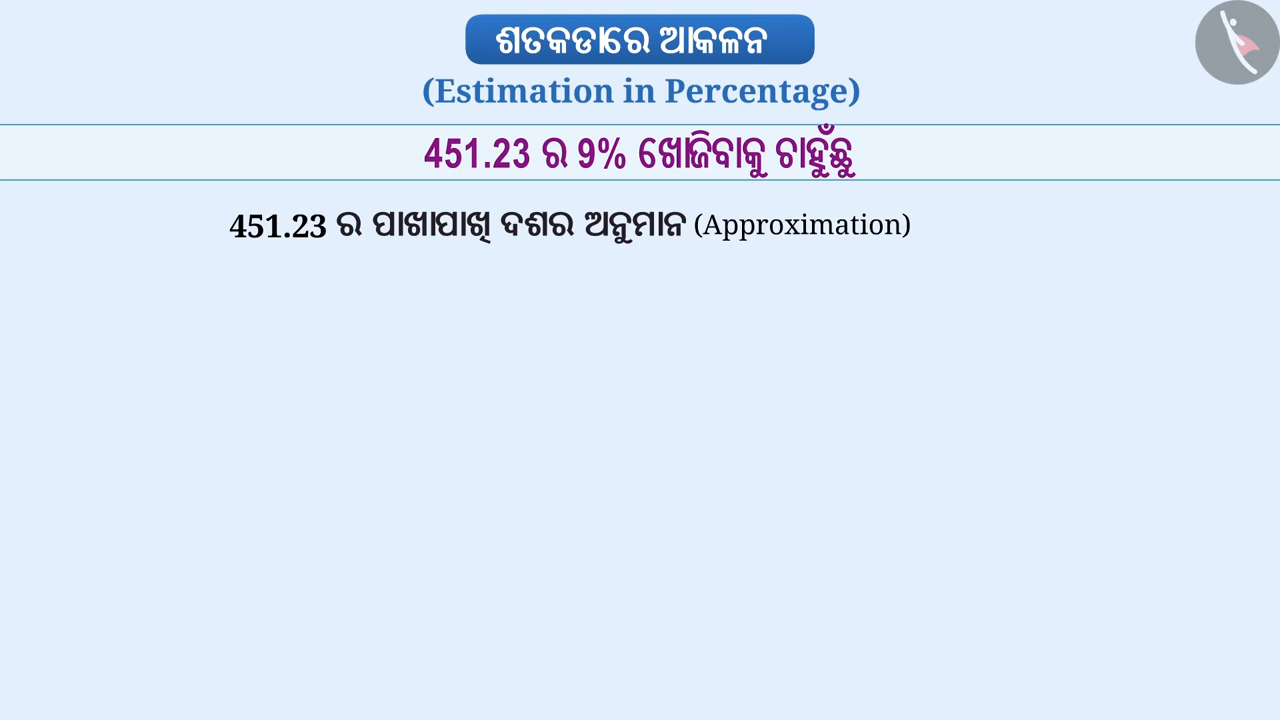 ଶତକଡାରେ ଆକଳନ
(Estimation in Percentage)
451.23 ର 9% ଖୋଜିବାକୁ ଚାହୁଁଛୁ
451.23 ର ପାଖାପାଖି ଦଶର ଅନୁମାନ (Approximation)